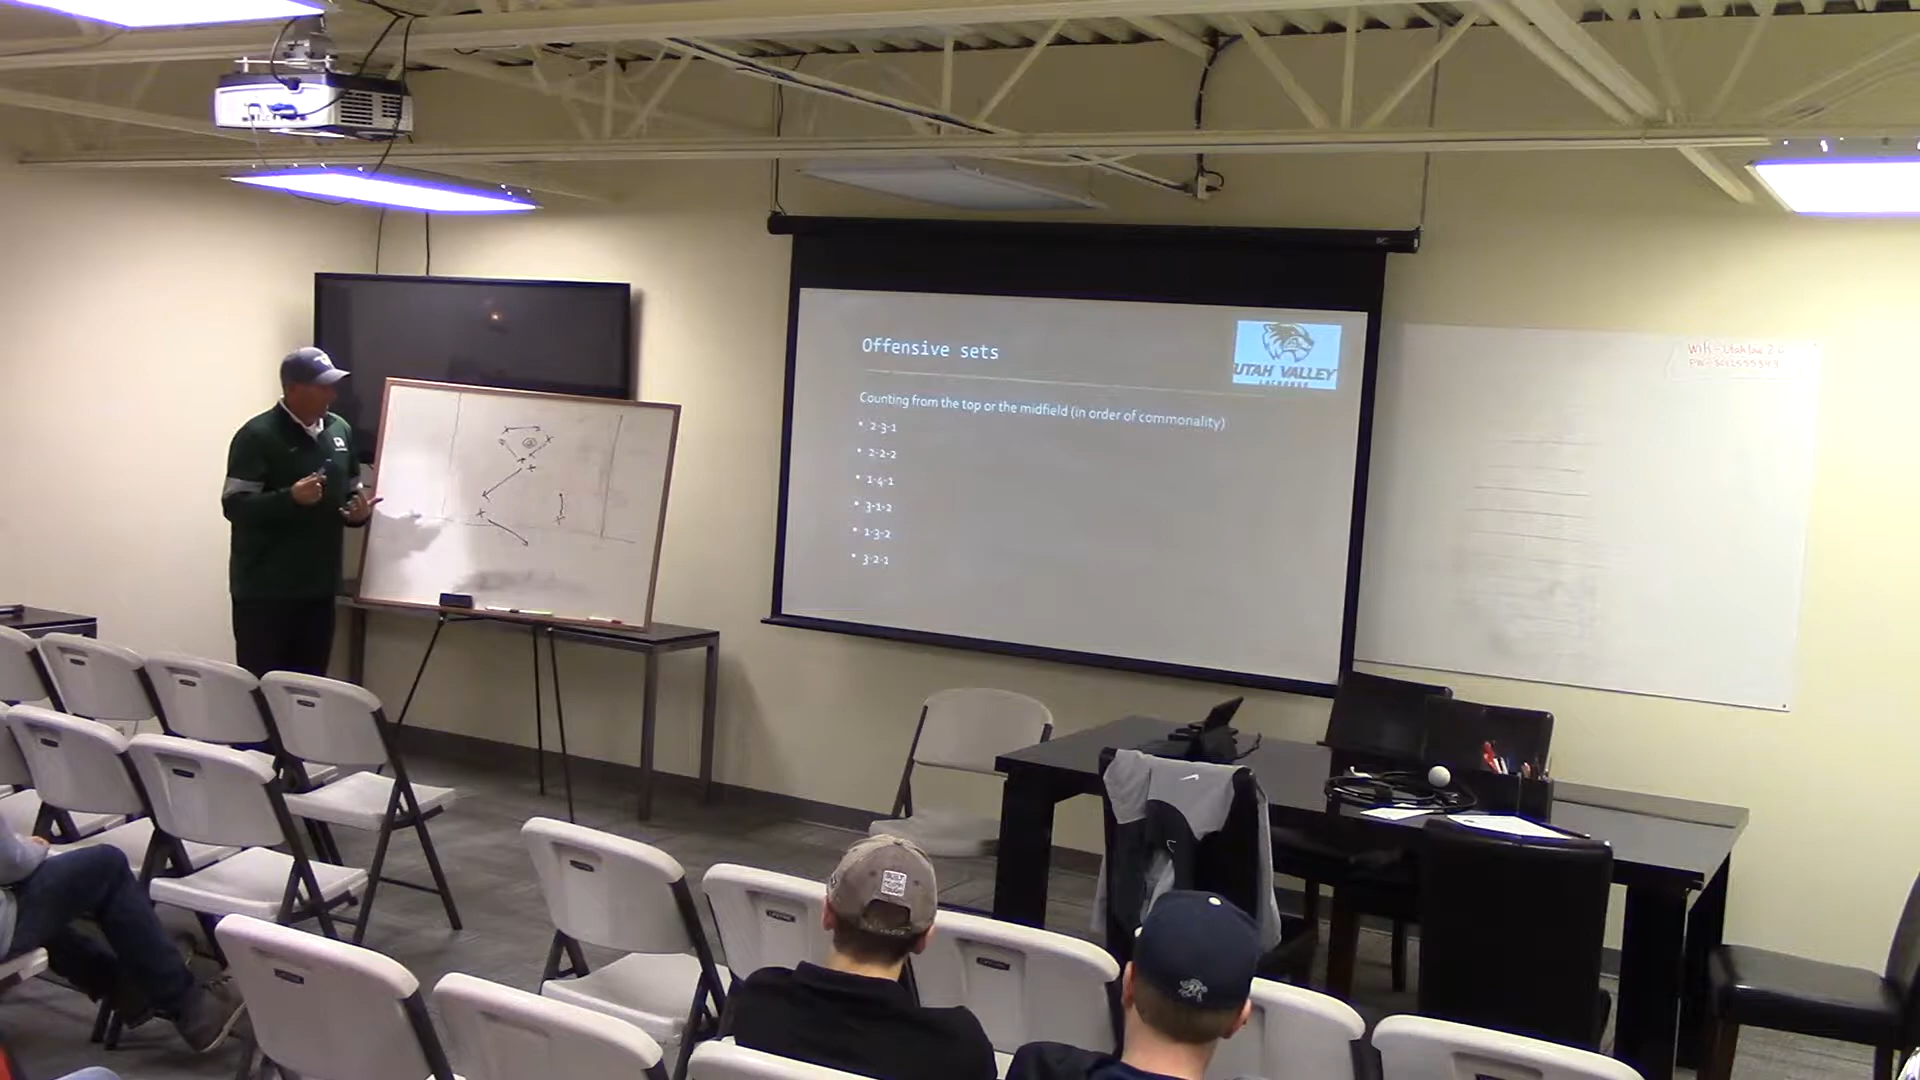 Offensive sets
UTAH VALLEY
LACROSSE
Counting from the top or the midfield (in order of commonality)
• 2-3-1
• 2-2-2
• 1-4-1
• 3-1-2
• 1-3-2
• 3-2-1